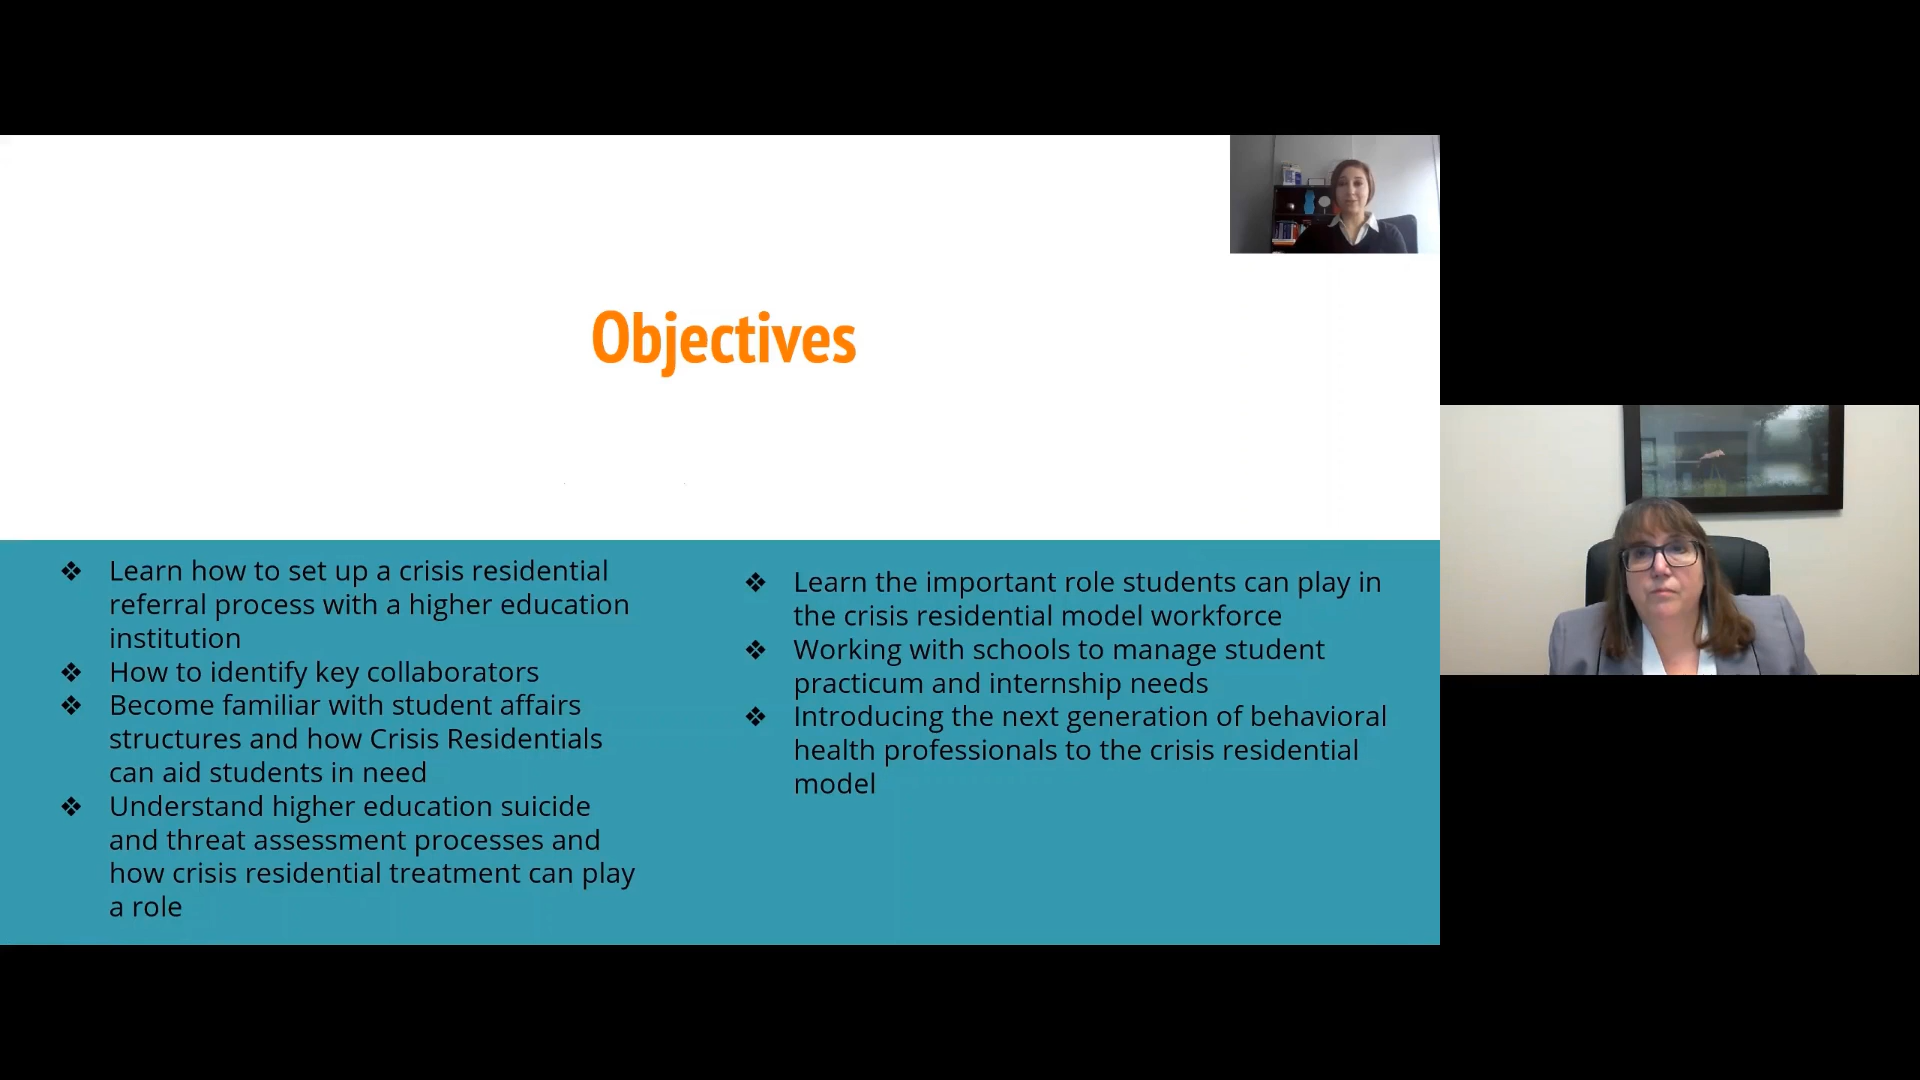 Objectives
❖ Learn how to set up a crisis residential
referral process with a higher education
institution
❖ How to identify key collaborators
❖ Become familiar with student affairs
structures and how Crisis Residentials
can aid students in need
❖ Understand higher education suicide
and threat assessment processes and
how crisis residential treatment can play
a role
❖ Learn the important role students can play in
the crisis residential model workforce
❖ Working with schools to manage student
practicum and internship needs
❖ Introducing the next generation of behavioral
health professionals to the crisis residential
model